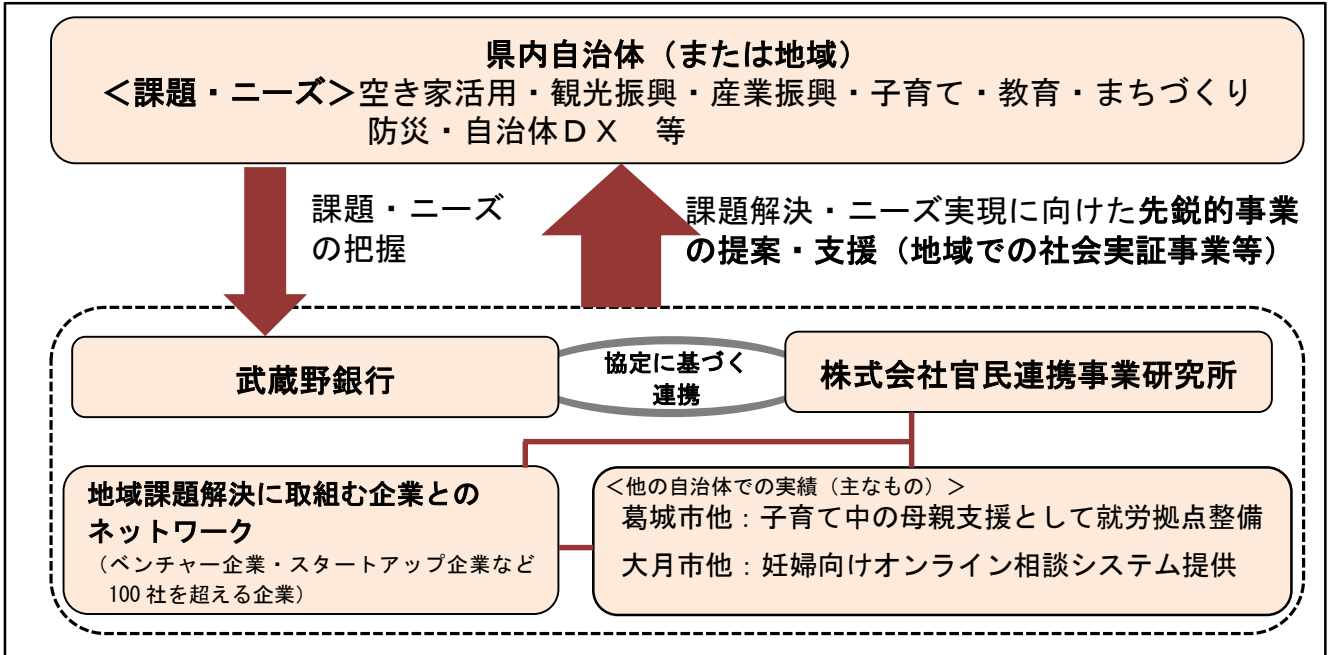 県内自治体（または地域）
＜課題・ニーズ＞空き家活用・観光振興・産業振興・子育て・教育・まちづくり
防災・自治体ＤＸ　等
課題・ニーズ
の把握
課題解決・ニーズ実現に向けた先鋭的事業
の提案・支援（地域での社会実証事業等）
武蔵野銀行
協定に基づく
連携
株式会社官民連携事業研究所
地域課題解決に取組む企業との
ネットワーク
（ベンチャー企業・スタートアップ企業など
100 社を超える企業）
＜他の自治体での実績（主なもの）＞
葛城市他：子育て中の母親支援として就労拠点整備
大月市他：妊婦向けオンライン相談システム提供